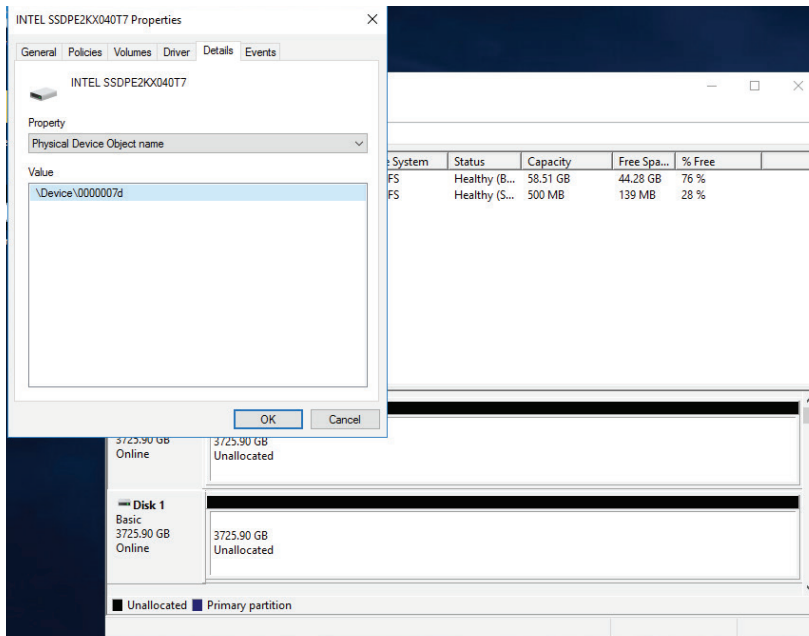 INTEL SSDPE2KX040T7 Properties
General Policies Volumes Driver Details Events
INTEL SSDPE2KX040T7
Property
Physical Device Object name
Value
\Device\0000007d
OK Cancel
System Status Capacity Free Spa... % Free
FS Healthy (B... 58.51 GB 44.28 GB 76 %
FS Healthy (S... 500 MB 139 MB 28 %
3725.90 GB 3725.90 GB
Online Unallocated
Disk 1
Basic
3725.90 GB 3725.90 GB
Online Unallocated
Unallocated Primary partition